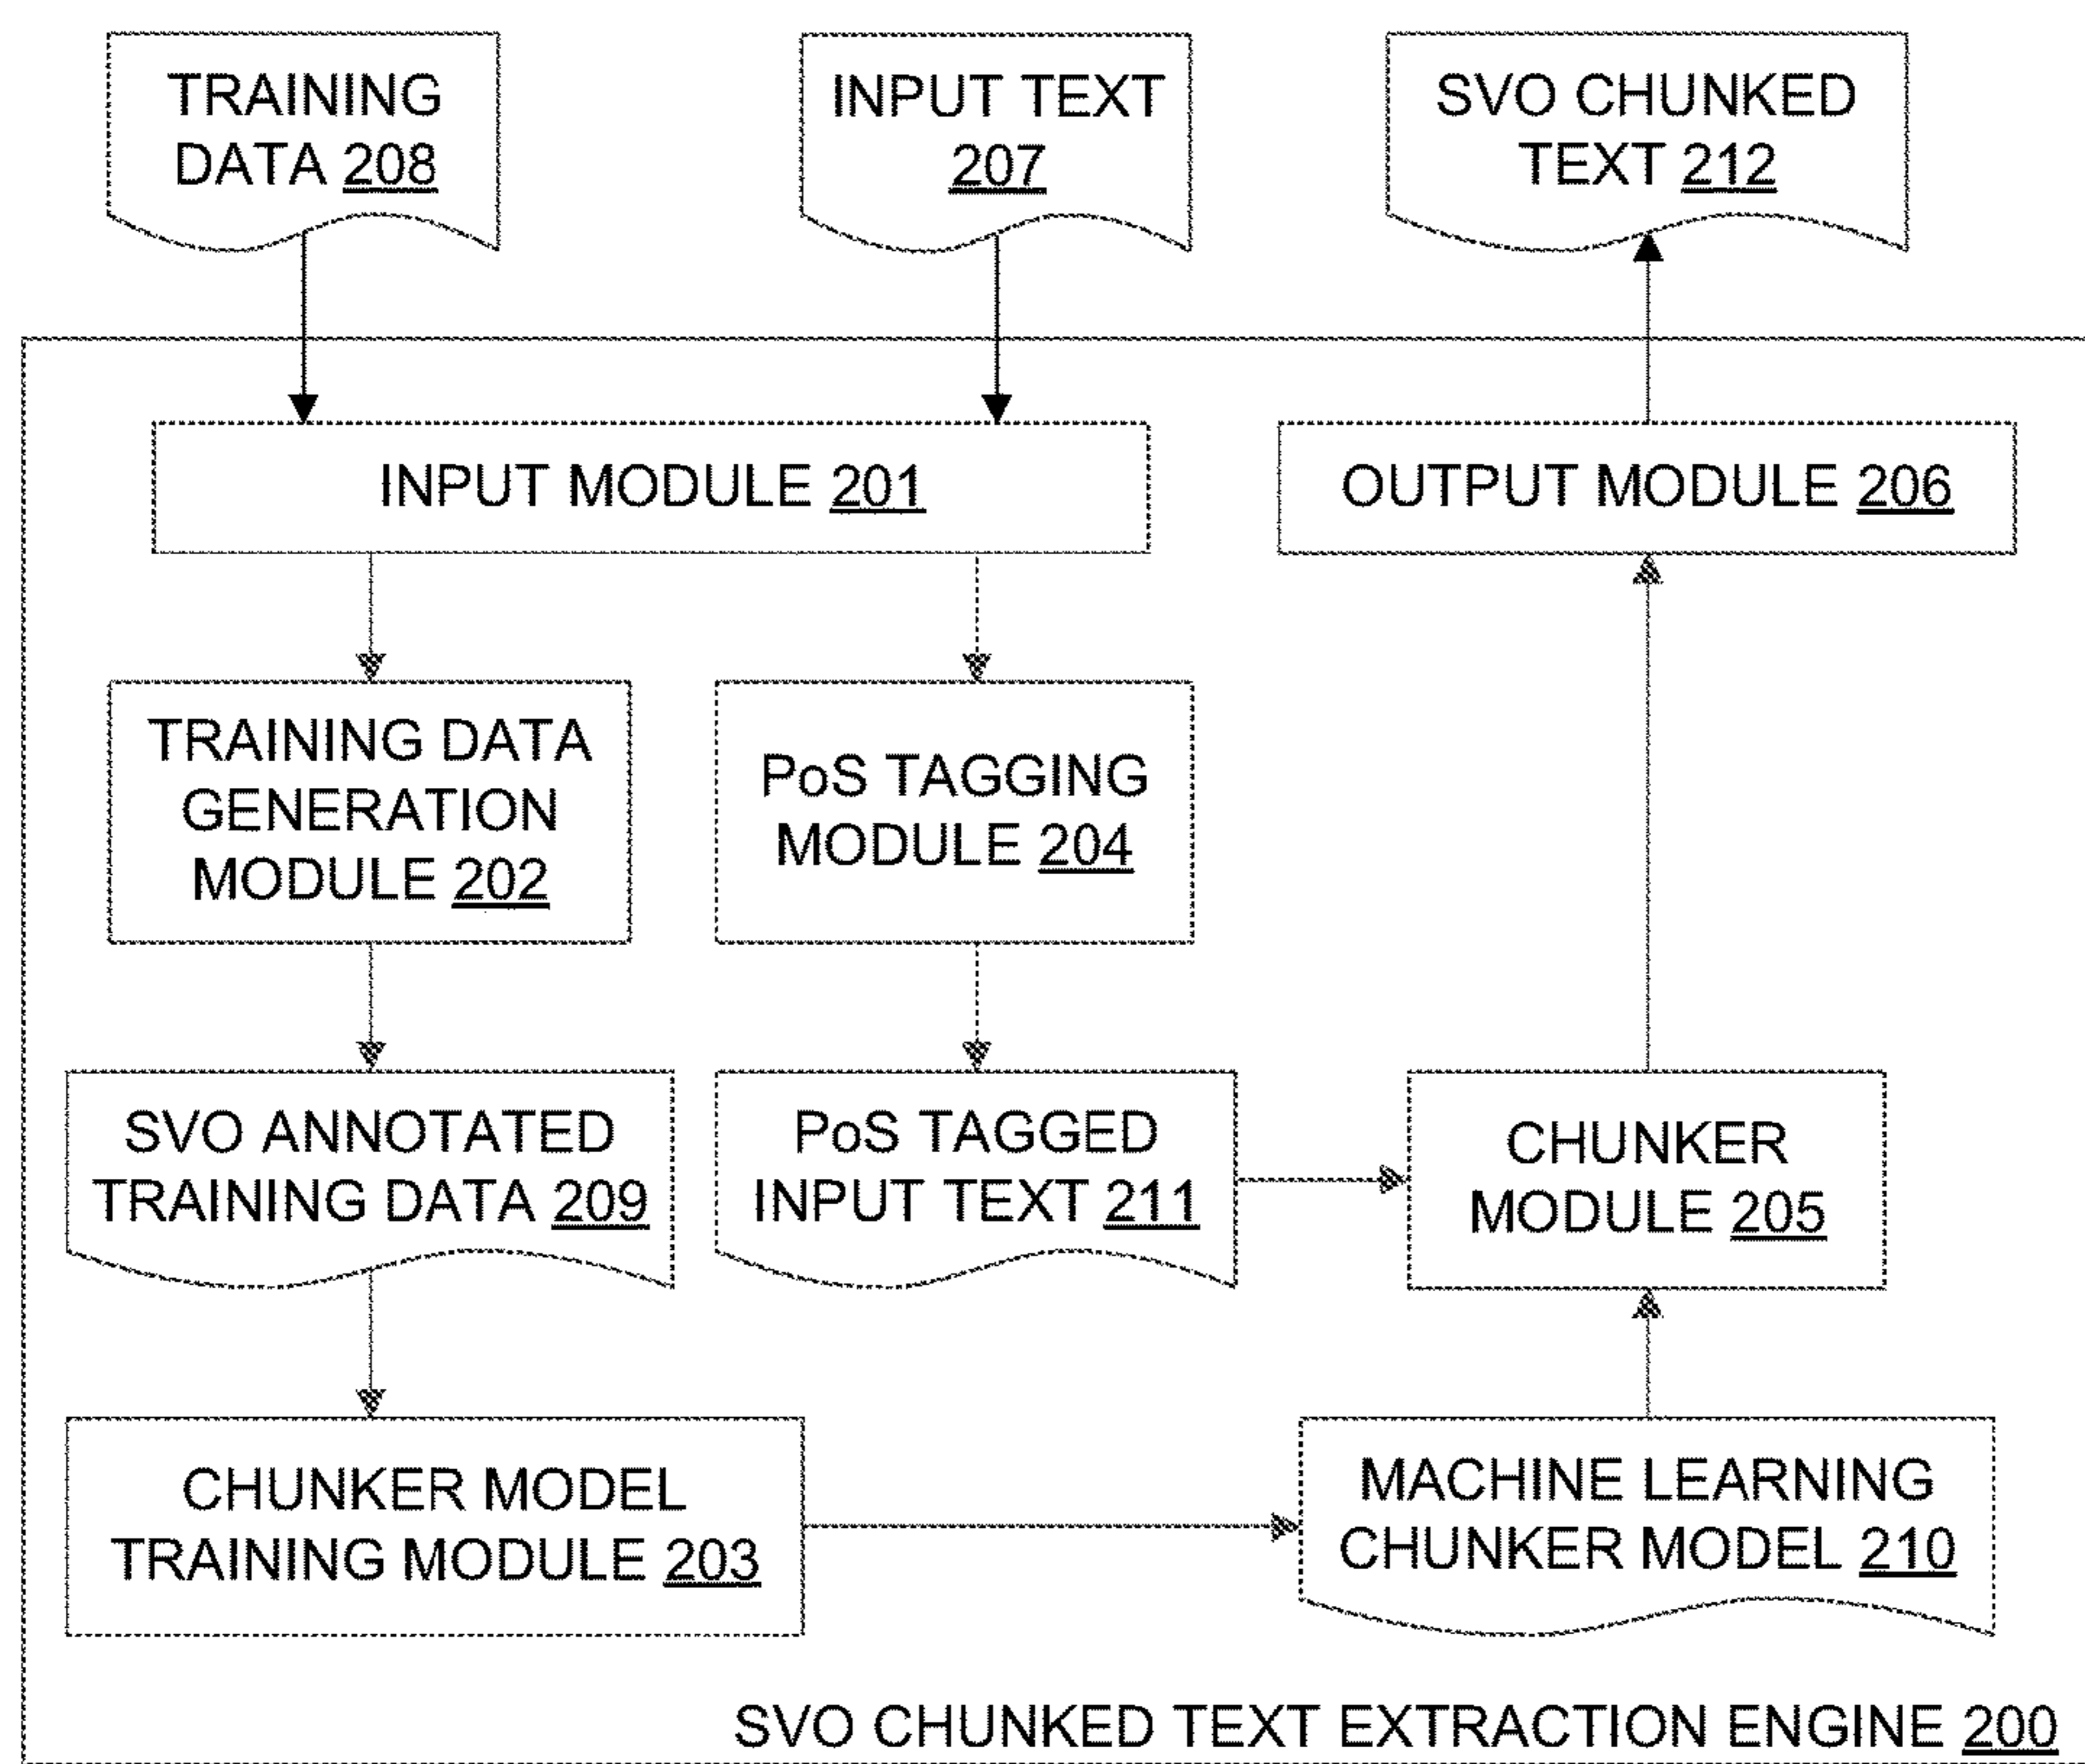 TRAINING
DATA 208
INPUT TEXT
207
SVO CHUNKED
TEXT 212
INPUT MODULE 201
OUTPUT MODULE 206
TRAINING DATA
GENERATION
MODULE 202
PoS TAGGING
MODULE 204
SVO ANNOTATED
TRAINING DATA 209
PoS TAGGED
INPUT TEXT 211
CHUNKER
MODULE 205
CHUNKER MODEL
TRAINING MODULE 203
MACHINE LEARNING
CHUNKER MODEL 210
SVO CHUNKED TEXT EXTRACTION ENGINE 200